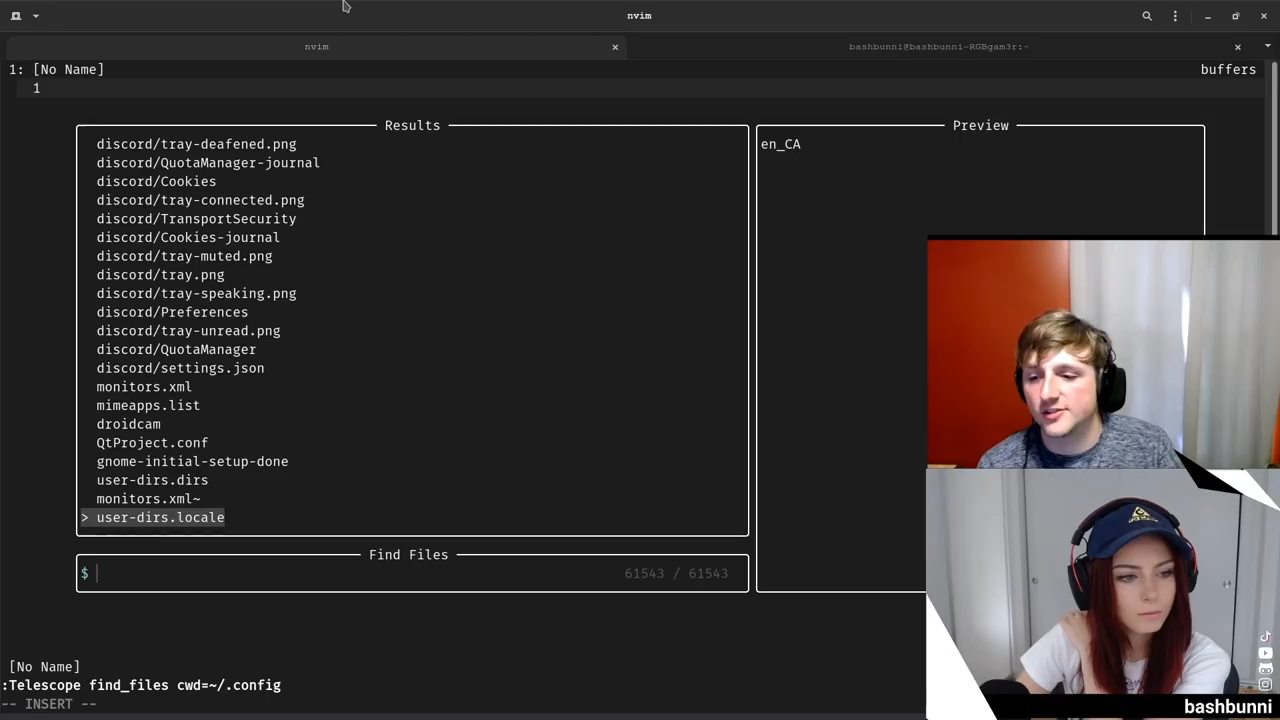 nvim
nvim
bashbunni@bashbunni-RGBgam3r:~
1: [No Name]
buffers
1
Results
Preview
discord/tray-deafened.png
en_CA
discord/QuotaManager-journal
discord/Cookies
discord/tray-connected.png
discord/TransportSecurity
discord/Cookies-journal
discord/tray-muted.png
discord/tray.png
discord/tray-speaking.png
discord/Preferences
discord/tray-unread.png
discord/QuotaManager
discord/settings.json
monitors.xml
mimeapps.list
droidcam
QtProject.conf
gnome-initial-setup-done
user-dirs.dirs
monitors.xml~
> user-dirs.locale
Find Files
$
61543 / 61543
[No Name]
:Telescope find_files cwd=~/.config
-- INSERT --
bashbunni